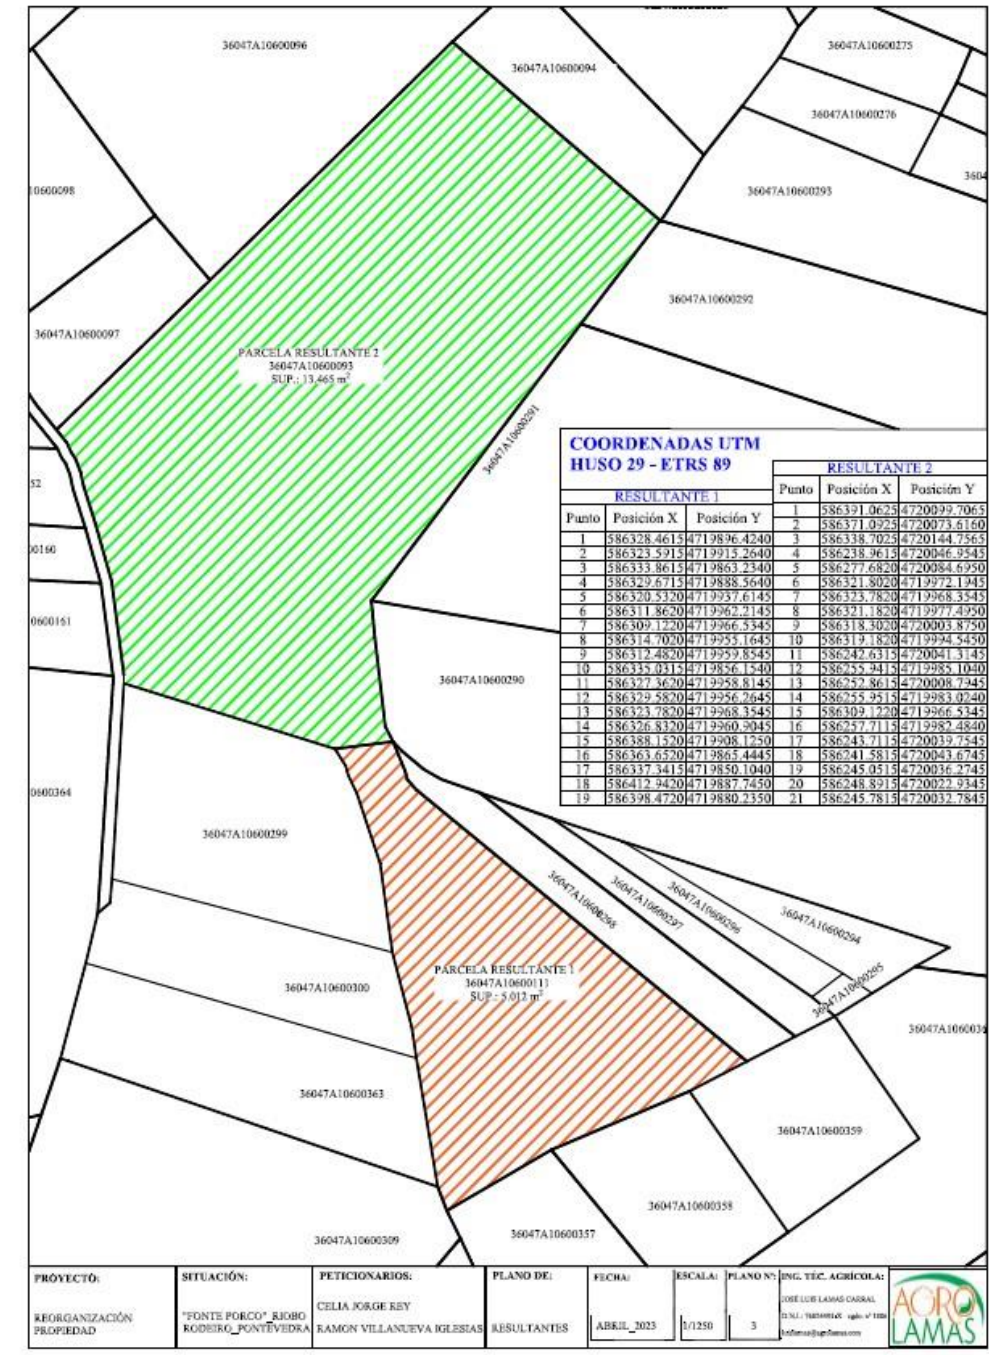 36047A10600096
36047A10600094
36047A10600275
36047A10600276
10600098
3604
36047A10600293
36047A10600292
36047A10600097
PARCELA RESULTANTE 2
36047A10600093
SUP.: 13.465 m²
36047A10600291
COORDENADAS UTM
HUSO 29 - ETRS 89
RESULTANTE 1
Punto Posición X Posición Y
1 586328.4615 4719896.4240
2 586323.5915 4719915.2640
3 586333.8615 4719863.2340
4 586329.6715 4719888.5640
5 586320.5320 4719937.6145
6 586311.8620 4719962.2145
7 586309.1220 4719966.5345
8 586314.7020 4719955.1645
9 586312.4820 4719959.8545
10 586335.0315 4719856.1540
11 586327.3620 4719958.8145
12 586329.5820 4719956.2645
13 586323.7820 4719968.3545
14 586326.8320 4719960.9045
15 586388.1520 4719908.1250
16 586363.6520 4719865.4445
17 586337.3415 4719850.1040
18 586412.9420 4719887.7450
19 586398.4720 4719880.2350
RESULTANTE 2
Punto Posición X Posición Y
1 586391.0625 4720099.7065
2 586371.0925 4720073.6160
3 586338.7025 4720144.7565
4 586238.9615 4720046.9545
5 586277.6820 4720084.6950
6 586321.8020 4719972.1945
7 586323.7820 4719968.3545
8 586321.1820 4719977.4950
9 586318.3020 4720003.8750
10 586319.1820 4719994.5450
11 586242.6315 4720041.3145
12 586255.9415 4719985.1040
13 586252.8615 4720008.7945
14 586255.9515 4719983.0240
15 586309.1220 4719966.5345
16 586257.7115 4719982.4840
17 586243.7115 4720039.7545
18 586241.5815 4720043.6745
19 586245.0515 4720036.2745
20 586248.8915 4720022.9345
21 586245.7815 4720032.7845
52
00160
0600161
36047A10600290
0600364
36047A10600299
36047A10600298
36047A10600297
36047A10600296
36047A10600294
36047A10600295
PARCELA RESULTANTE 1
36047A10600111
SUP.: 5.012 m²
36047A10600300
36047A1060036
36047A10600363
36047A10600359
36047A10600358
36047A10600357
36047A10600309
PROYECTO:
REORGANIZACIÓN
PROPIEDAD
SITUACIÓN:
"FONTE PORCO"_RIOBO
RODEIRO_PONTEVEDRA
PETICIONARIOS:
CELIA JORGE REY
RAMON VILLANUEVA IGLESIAS
PLANO DE:
RESULTANTES
FECHA:
ABRIL_2023
ESCALA:
1/1250
PLANO Nº:
3
ING. TÉC. AGRÍCOLA:
JOSÉ LUIS LAMAS CARRAL
AGRO
LAMAS